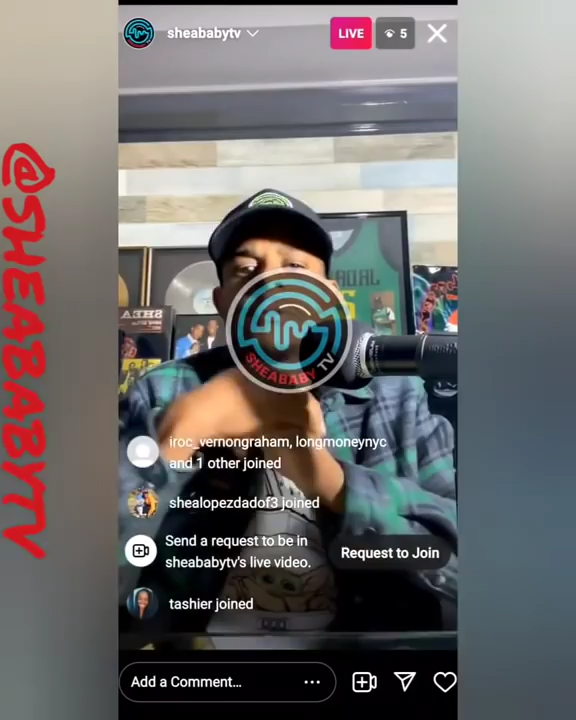 sheababytv
LIVE
5
@SHEABABYTV
SHEA
SHEABABY TV
iroc_vernongraham, longmoneynyc
and 1 other joined
shealopezdadof3 joined
Send a request to be in
sheababytv's live video.
Request to Join
tashier joined
Add a Comment...